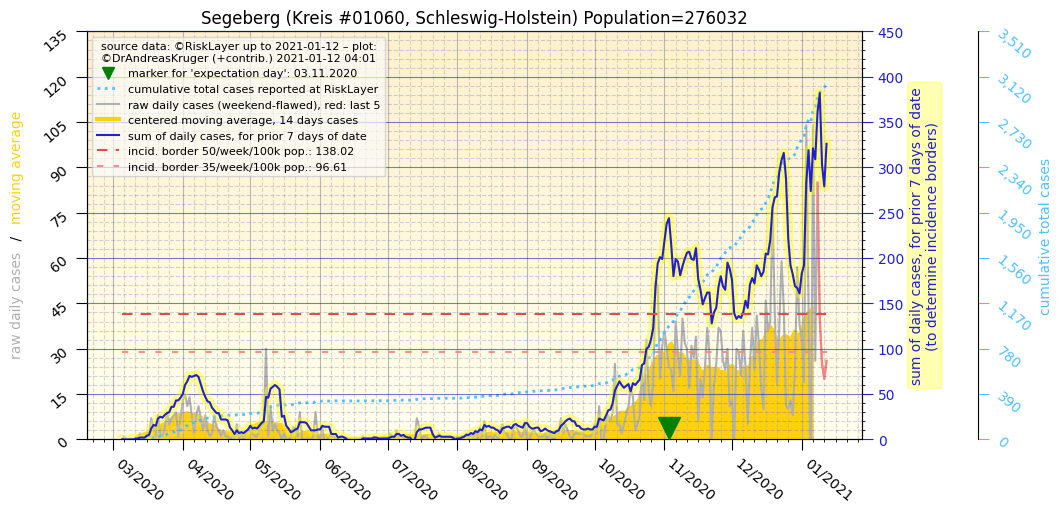 Segeberg (Kreis #01060, Schleswig-Holstein) Population=276032
source data: ©RiskLayer up to 2021-01-12 – plot:
©DrAndreasKruger (+contrib.) 2021-01-12 04:01
marker for 'expectation day': 03.11.2020
cumulative total cases reported at RiskLayer
raw daily cases (weekend-flawed), red: last 5
centered moving average, 14 days cases
sum of daily cases, for prior 7 days of date
incid. border 50/week/100k pop.: 138.02
incid. border 35/week/100k pop.: 96.61
raw daily cases / moving average
135
120
105
90
75
60
45
30
15
0
03/2020
04/2020
05/2020
06/2020
07/2020
08/2020
09/2020
10/2020
11/2020
12/2020
01/2021
450
400
350
300
250
200
150
100
50
0
sum of daily cases, for prior 7 days of date
(to determine incidence borders)
3,510
3,120
2,730
2,340
1,950
1,560
1,170
780
390
0
cumulative total cases